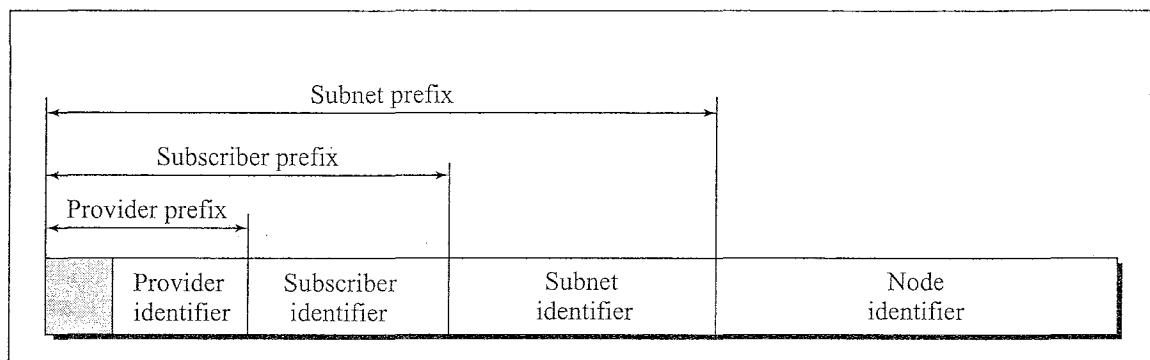 Subnet prefix
Subscriber prefix
Provider prefix
Provider
identifier
Subscriber
identifier
Subnet
identifier
Node
identifier